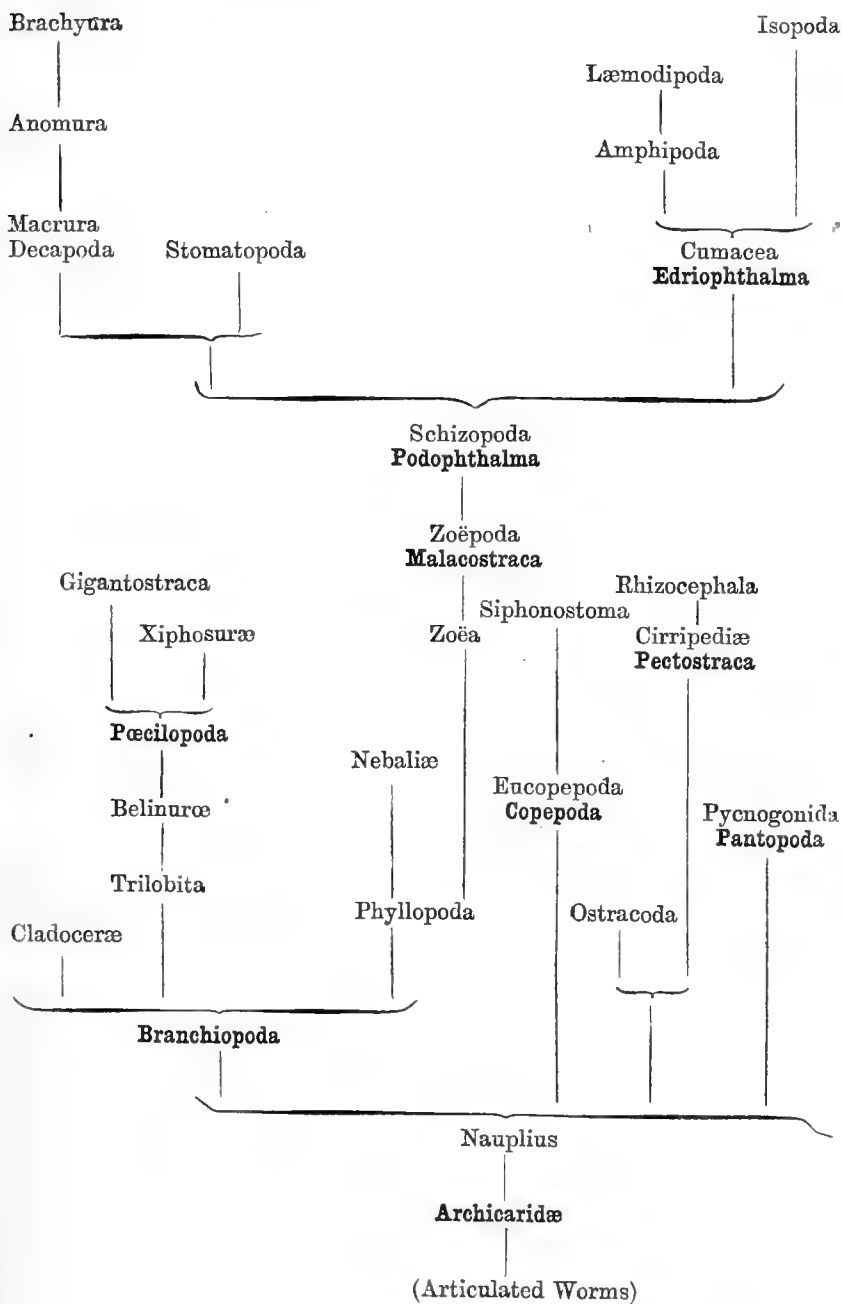 Brachyura
Isopoda
Læmodipoda
Anomura
Amphipoda
Macrura
Decapoda
Stomatopoda
Cumacea
Edriophthalma
Schizopoda
Podophthalma
Zoëpoda
Malacostraca
Gigantostraca
Rhizocephala
Siphonostoma
Xiphosuræ
Zoëa
Cirripediæ
Pectostraca
Pœcilopoda
Nebaliæ
Eucopepoda
Copepoda
Belinurœ
Pycnogonida
Pantopoda
Trilobita
Phyllopoda
Ostracoda
Cladoceræ
Branchiopoda
Nauplius
Archicaridæ
(Articulated Worms)